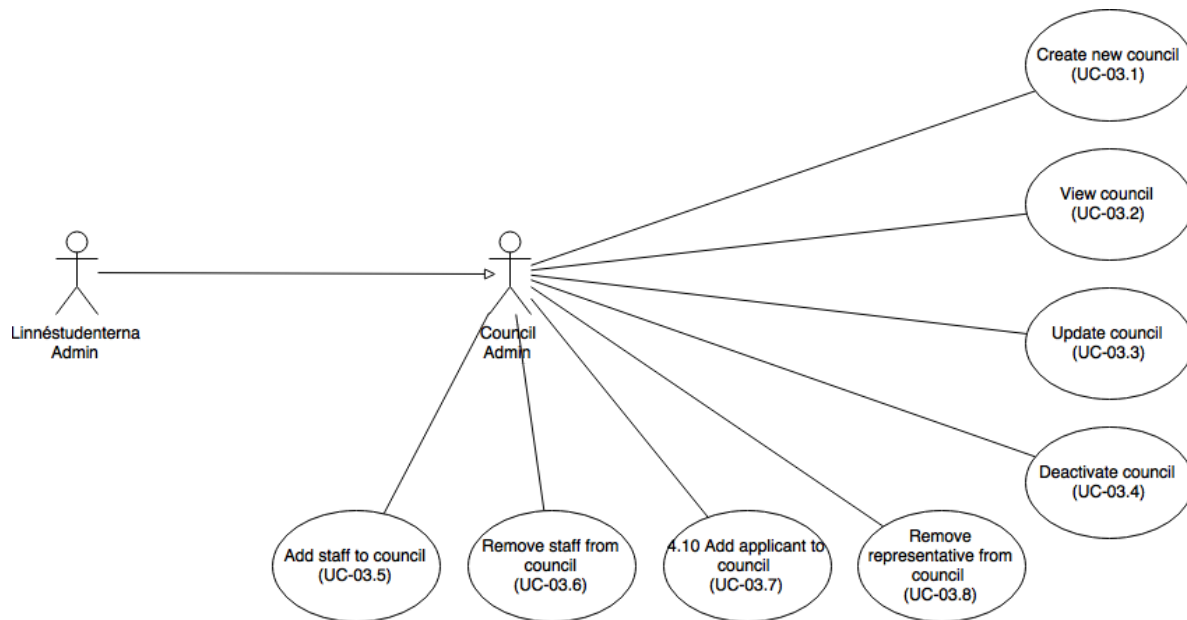 Create new council
(UC-03.1)
View council
(UC-03.2)
Linnéstudenterna
Admin
Council
Admin
Update council
(UC-03.3)
Deactivate council
(UC-03.4)
Add staff to council
(UC-03.5)
Remove staff from
council
(UC-03.6)
4.10 Add applicant to
council
(UC-03.7)
Remove
representative from
council
(UC-03.8)